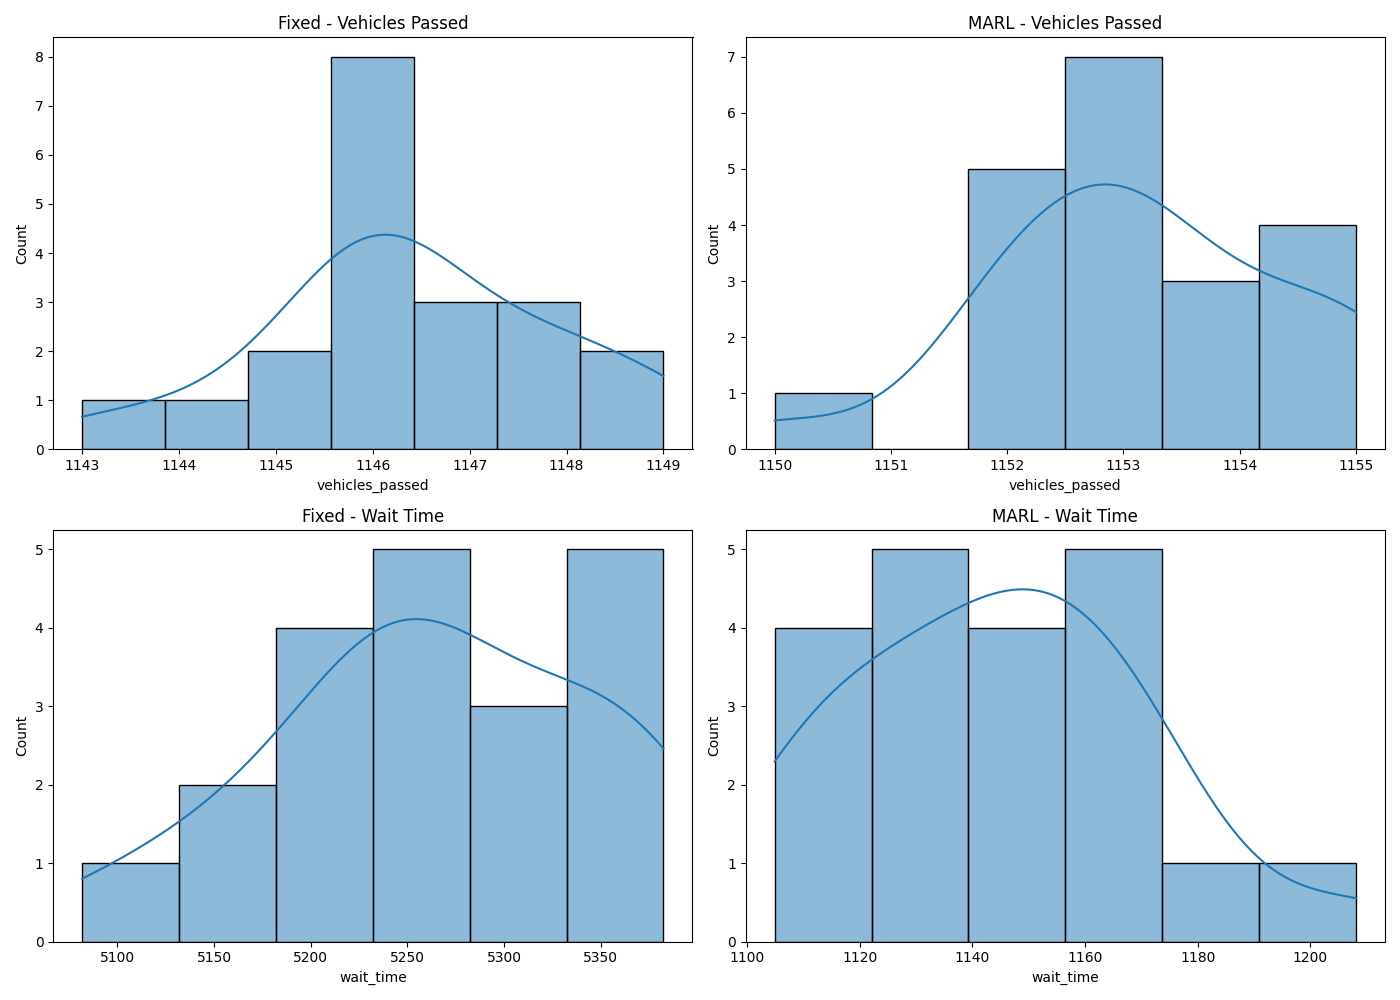 Fixed - Vehicles Passed
Count
8
7
6
5
4
3
2
1
0
1143 1144 1145 1146 1147 1148 1149
vehicles_passed
MARL - Vehicles Passed
Count
7
6
5
4
3
2
1
0
1150 1151 1152 1153 1154 1155
vehicles_passed
Fixed - Wait Time
Count
5
4
3
2
1
0
5100 5150 5200 5250 5300 5350
wait_time
MARL - Wait Time
Count
5
4
3
2
1
0
1100 1120 1140 1160 1180 1200
wait_time